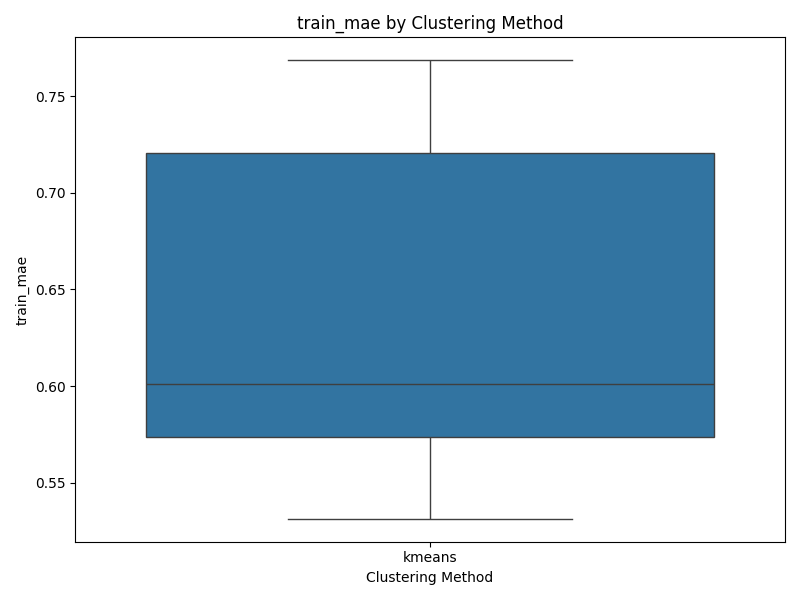 train_mae by Clustering Method
0.75
0.70
0.65
0.60
0.55
train_mae
kmeans
Clustering Method